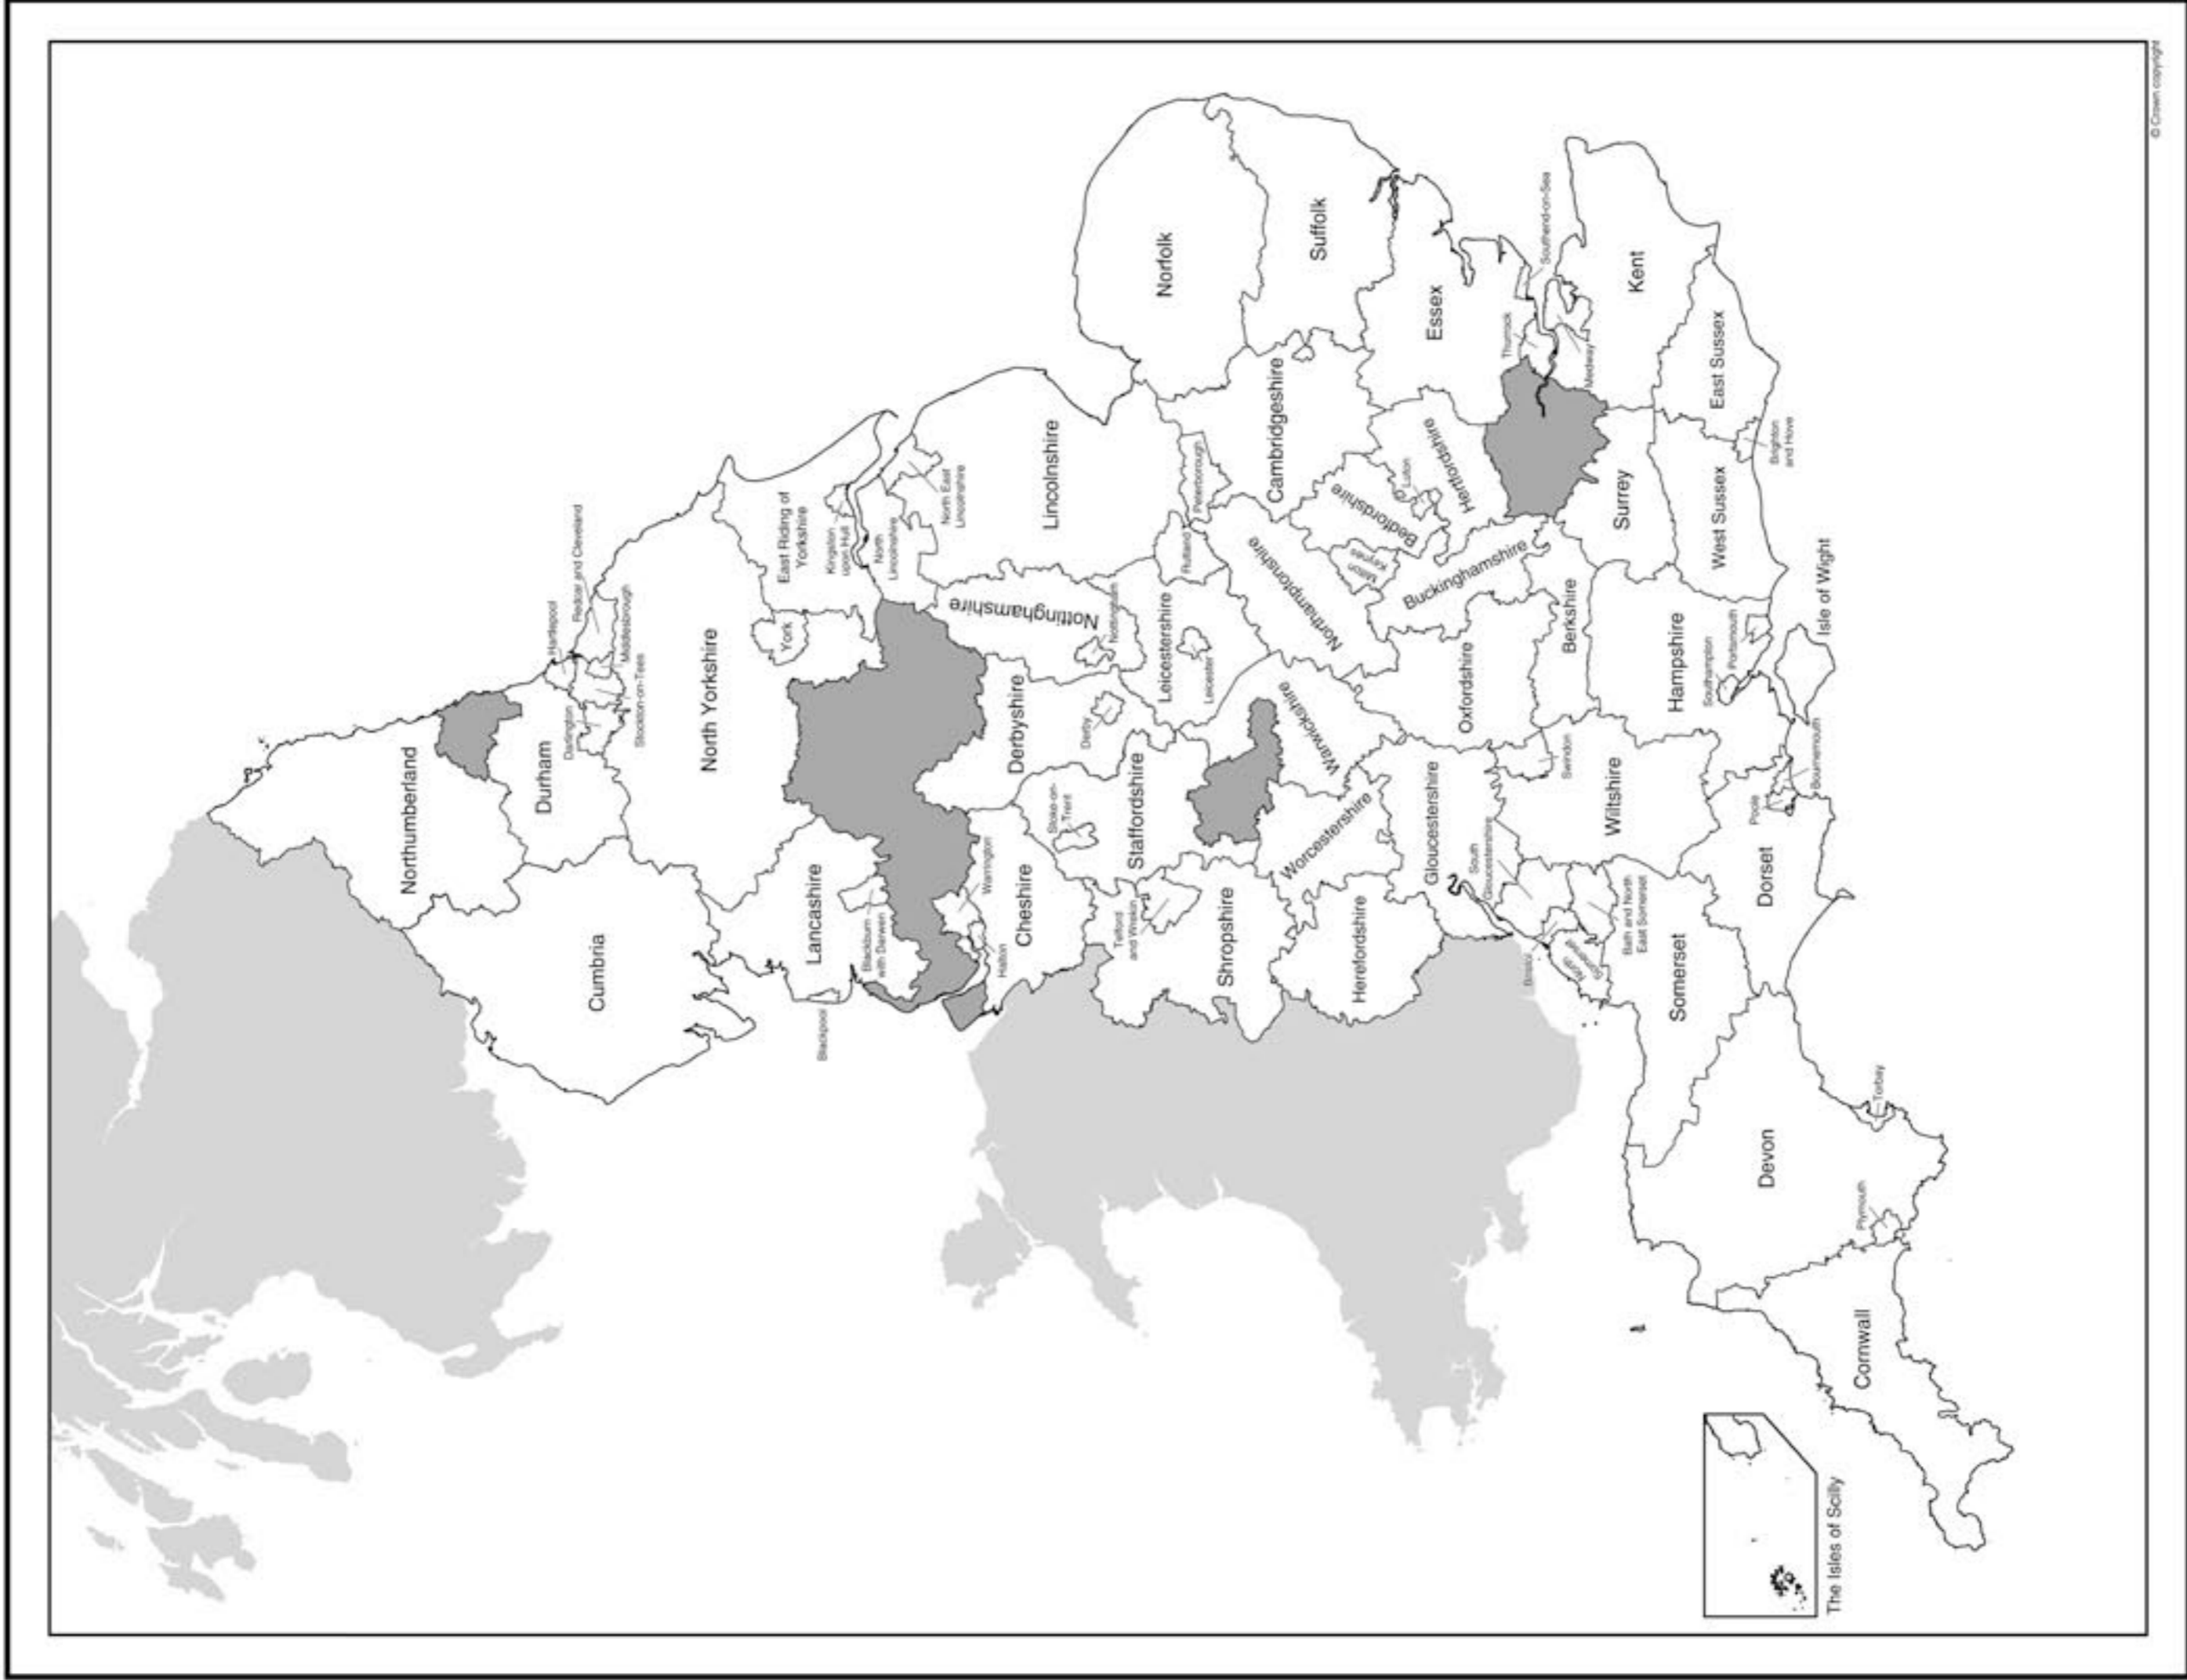 Northumberland
Durham
Hartlepool
Redcar and Cleveland
Darlington
Middlesbrough
Stockton-on-Tees
Cumbria
North Yorkshire
York
East Riding of
Yorkshire
Kingston
upon Hull
North
Lincolnshire
North East
Lincolnshire
Lancashire
Blackpool
Blackburn
with Darwen
Warrington
Halton
Cheshire
Derbyshire
Derby
Nottinghamshire
Nottingham
Lincolnshire
Stoke-on-
Trent
Staffordshire
Telford
and Wrekin
Shropshire
Leicestershire
Leicester
Rutland
Peterborough
Norfolk
Cambridgeshire
Suffolk
Northamptonshire
Warwickshire
Worcestershire
Herefordshire
Milton
Keynes
Bedfordshire
Luton
Hertfordshire
Essex
Buckinghamshire
Oxfordshire
Gloucestershire
South
Gloucestershire
Thurrock
Southend-on-Sea
Medway
Kent
Bristol
North
Somerset
Bath and North
East Somerset
Swindon
Wiltshire
Berkshire
Surrey
Hampshire
West Sussex
East Sussex
Brighton
and Hove
Southampton
Portsmouth
Isle of Wight
Somerset
Dorset
Poole
Bournemouth
Devon
Torbay
Plymouth
Cornwall
The Isles of Scilly
© Crown copyright